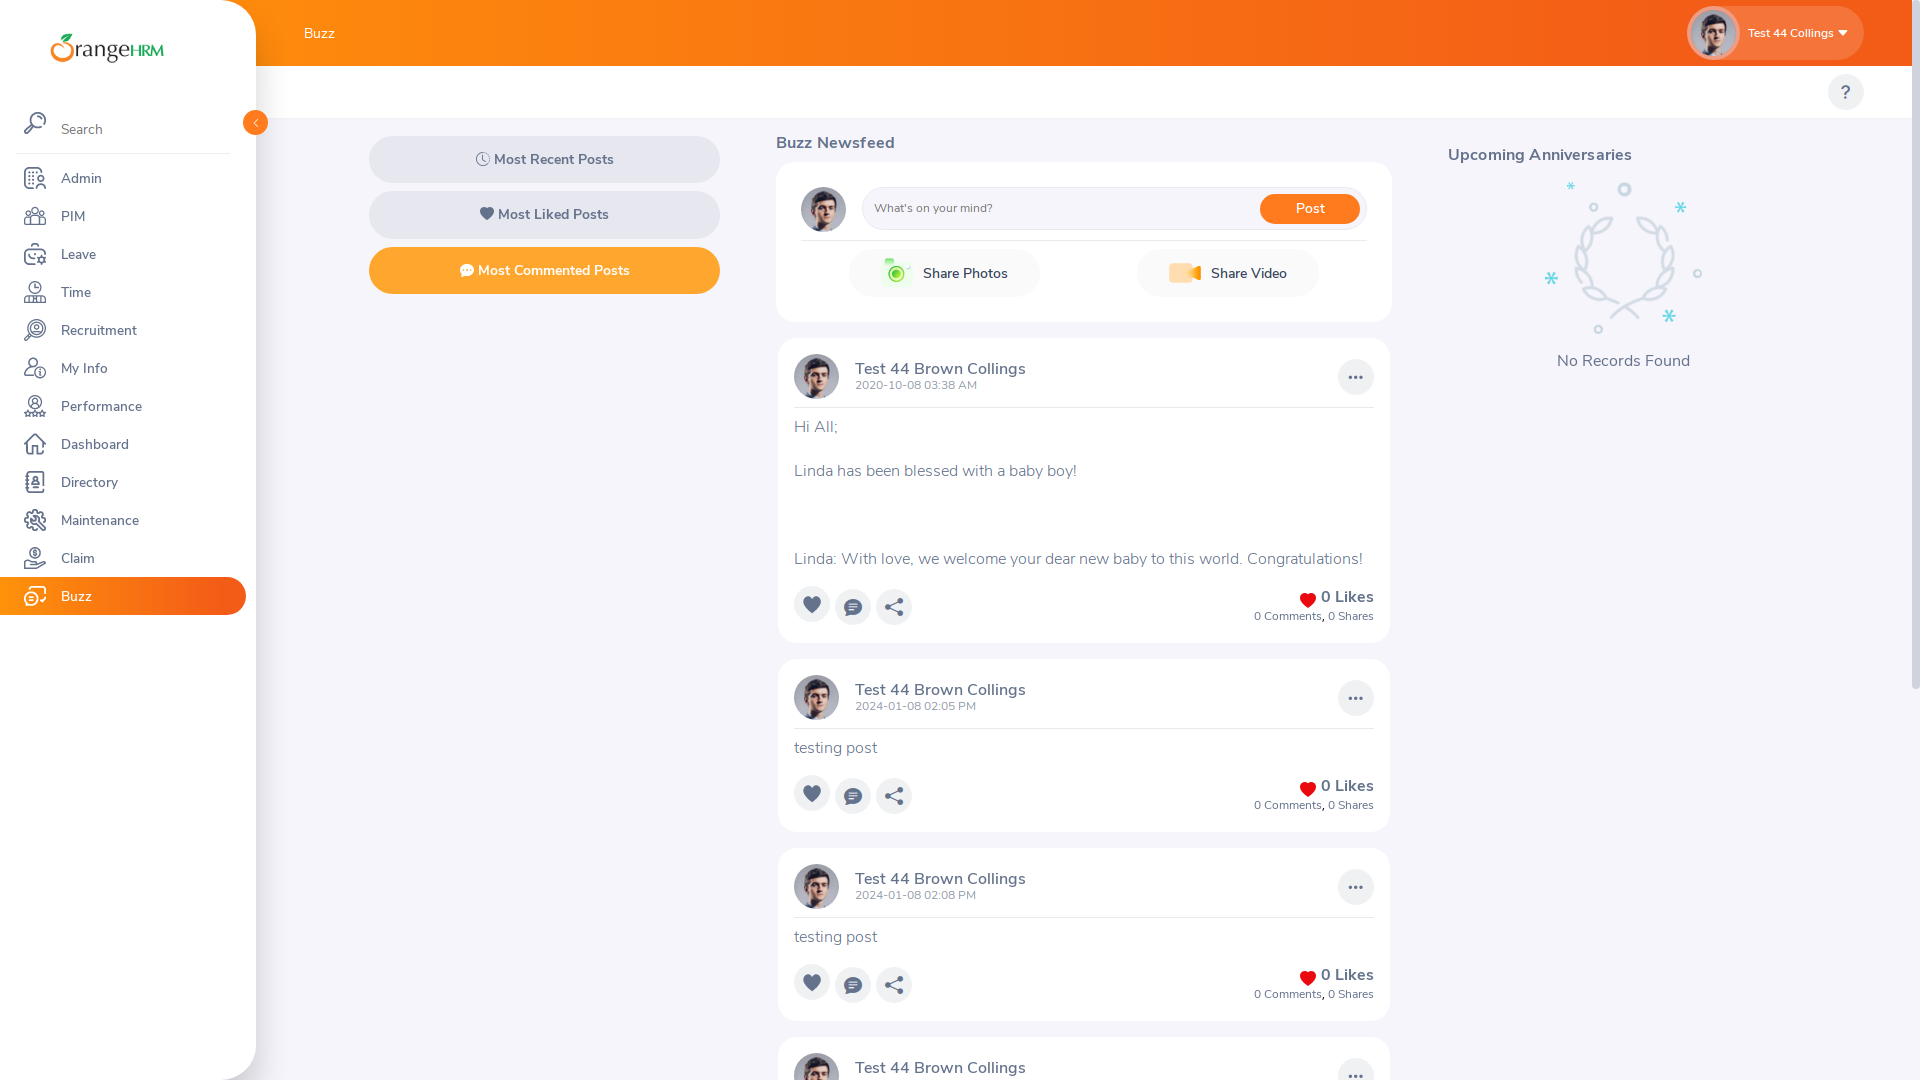 OrangeHRM
Search
Admin
PIM
Leave
Time
Recruitment
My Info
Performance
Dashboard
Directory
Maintenance
Claim
Buzz
Buzz
Test 44 Collings
?
Most Recent Posts
Most Liked Posts
Most Commented Posts
Buzz Newsfeed
What's on your mind?
Post
Share Photos
Share Video
Test 44 Brown Collings
2020-10-08 03:38 AM
Hi All;
Linda has been blessed with a baby boy!
Linda: With love, we welcome your dear new baby to this world. Congratulations!
0 Likes
0 Comments, 0 Shares
Test 44 Brown Collings
2024-01-08 02:05 PM
testing post
0 Likes
0 Comments, 0 Shares
Test 44 Brown Collings
2024-01-08 02:08 PM
testing post
0 Likes
0 Comments, 0 Shares
Test 44 Brown Collings
Upcoming Anniversaries
No Records Found